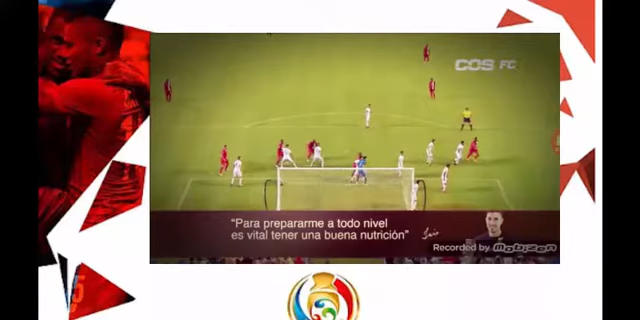 COS FC
“Para prepararme a todo nivel
es vital tener una buena nutrición”
Recorded by Mobizen